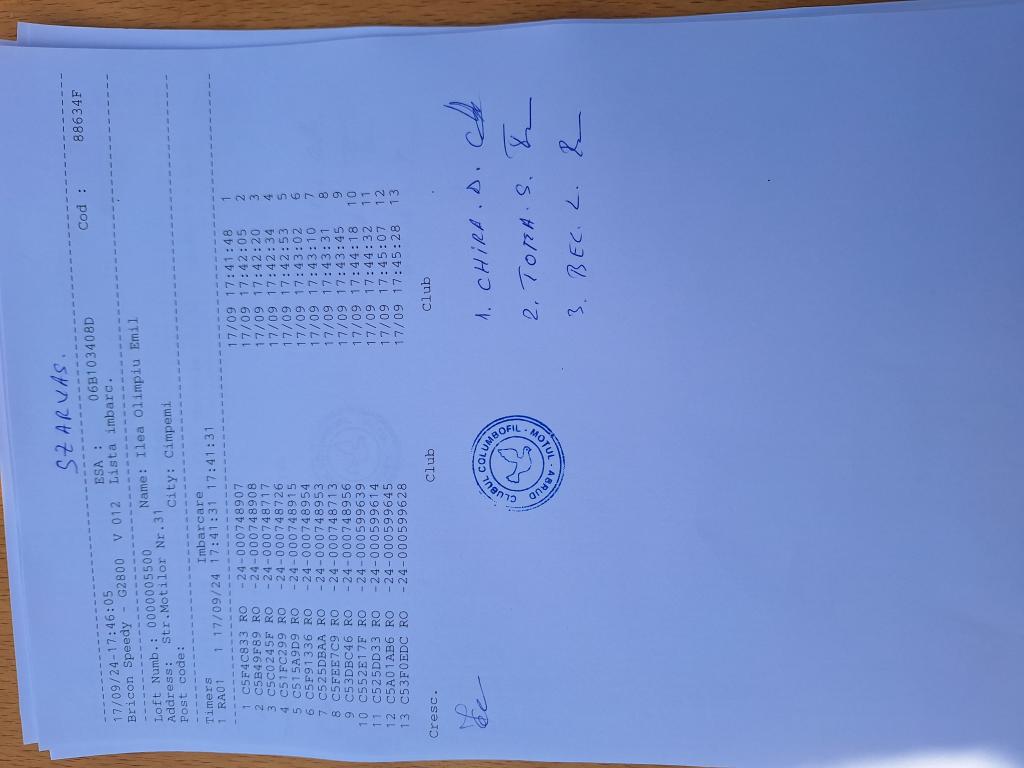 SZARVAS.
17/09/24-17:46:05 ESA : 06B103408D Cod : 88634F
Bricon Speedy - G2800 V 012 Lista imbarc.
Loft Numb.: 0000005500 Name: Ilea Olimpiu Emil
Address: Str.Motilor Nr.31
Post code: City: Cimpemi
Imbarcare
Timers
1 RA01 1 17/09/24 17:41:31 17:41:31
1 C5F4C833 RO -24-000748907 17/09 17:41:48 1
2 C5B49F89 RO -24-000748908 17/09 17:42:05 2
3 C5C0245F RO -24-000748717 17/09 17:42:20 3
4 C51FC299 RO -24-000748726 17/09 17:42:34 4
5 C515A9D9 RO -24-000748915 17/09 17:42:53 5
6 C5F91336 RO -24-000748954 17/09 17:43:02 6
7 C525DBAA RO -24-000748953 17/09 17:43:10 7
8 C5FEE7C9 RO -24-000748713 17/09 17:43:31 8
9 C53DBC46 RO -24-000748956 17/09 17:43:45 9
10 C552E17F RO -24-000599639 17/09 17:44:18 10
11 C525DD33 RO -24-000599614 17/09 17:44:32 11
12 C5A01AB6 RO -24-000599645 17/09 17:45:07 12
13 C53F0EDC RO -24-000599628 17/09 17:45:28 13
Cresc. Club Club
CLUBUL COLUMBOFIL - MOTUL - ABRUD
1. CHIRA. D.
2. TOMA. S.
3. BEC. L.